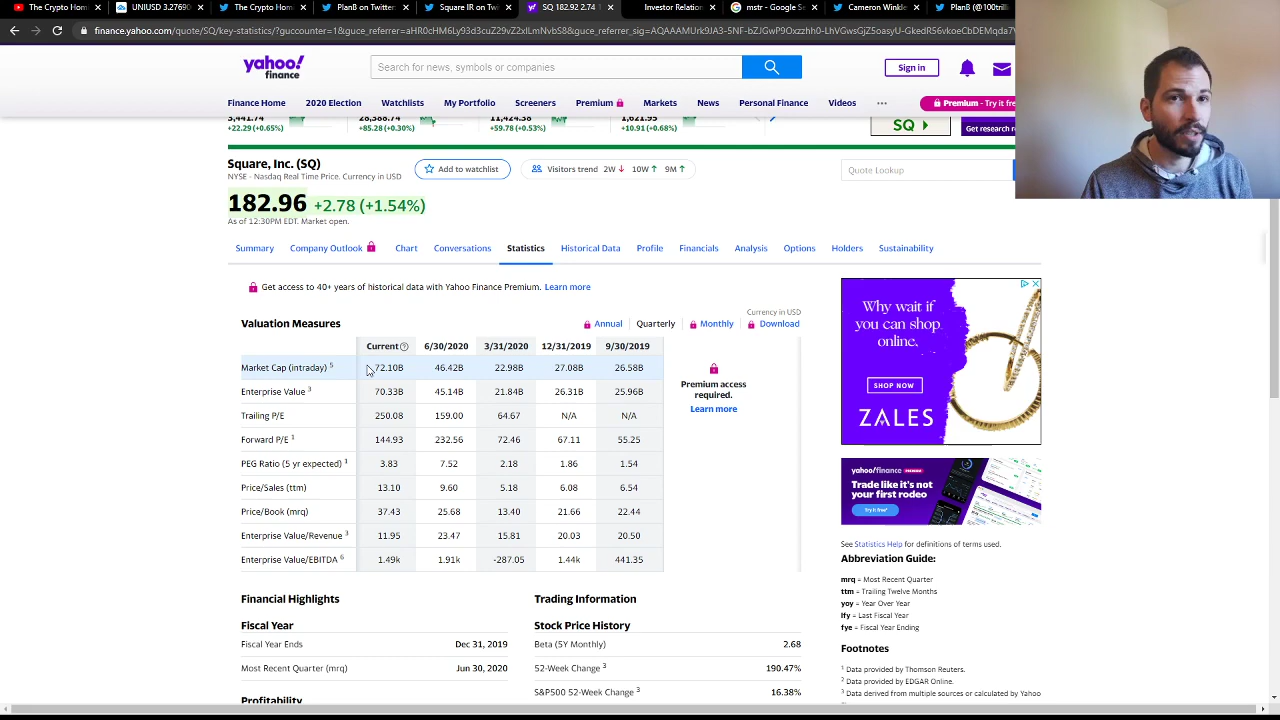 The Crypto Hom
UNIUSD 3.27690
The Crypto Hom
PlanB on Twitter
Square IR on Twi
SQ 182.92 2.74 1
Investor Relation
mstr - Google Se
Cameron Winkle
PlanB (@100trill
finance.yahoo.com/quote/SQ/key-statistics/?guccounter=1&guce_referrer=
yahoo!
finance
Search for news, symbols or companies
Sign in
Finance Home 2020 Election Watchlists My Portfolio Screeners Premium Markets News Personal Finance Videos ...
Premium - Try it fre
3,441.74 28,388.74 11,424.38 1,621.95
+22.29 (+0.65%) +85.28 (+0.30%) +59.78 (+0.53%) +10.91 (+0.68%)
SQ
Get research re
Square, Inc. (SQ)
NYSE - Nasdaq Real Time Price. Currency in USD
Add to watchlist
Visitors trend 2W 10W 9M
Quote Lookup
182.96 +2.78 (+1.54%)
As of 12:30PM EDT. Market open.
Summary Company Outlook Chart Conversations Statistics Historical Data Profile Financials Analysis Options Holders Sustainability
Get access to 40+ years of historical data with Yahoo Finance Premium. Learn more
Currency in USD
Valuation Measures
Annual Quarterly Monthly Download
Current 6/30/2020 3/31/2020 12/31/2019 9/30/2019
Market Cap (intraday) 5 72.10B 46.42B 22.98B 27.08B 26.58B
Enterprise Value 3 70.33B 45.14B 21.84B 26.31B 25.96B
Trailing P/E 250.08 159.00 64.67 N/A N/A
Forward P/E 1 144.93 232.56 72.46 67.11 55.25
PEG Ratio (5 yr expected) 1 3.83 7.52 2.18 1.86 1.54
Price/Sales (ttm) 13.10 9.60 5.18 6.08 6.54
Price/Book (mrq) 37.43 25.68 13.40 21.66 22.44
Enterprise Value/Revenue 3 11.95 23.47 15.81 20.03 20.50
Enterprise Value/EBITDA 6 1.49k 1.91k -287.05 1.44k 441.35
Premium access
required.
Learn more
Financial Highlights
Fiscal Year
Fiscal Year Ends Dec 31, 2019
Most Recent Quarter (mrq) Jun 30, 2020
Profitability
Trading Information
Stock Price History
Beta (5Y Monthly) 2.68
52-Week Change 3 190.47%
S&P500 52-Week Change 3 16.38%
Why wait if
you can shop
online,
SHOP NOW
ZALES
yahoo!finance PREMIUM
Trade like it's not
your first rodeo
Try it free*
See Statistics Help for definitions of terms used.
Abbreviation Guide:
mrq = Most Recent Quarter
ttm = Trailing Twelve Months
yoy = Year Over Year
lfy = Last Fiscal Year
fye = Fiscal Year Ending
Footnotes
1 Data provided by Thomson Reuters.
2 Data provided by EDGAR Online.
3 Data derived from multiple sources or calculated by Yahoo